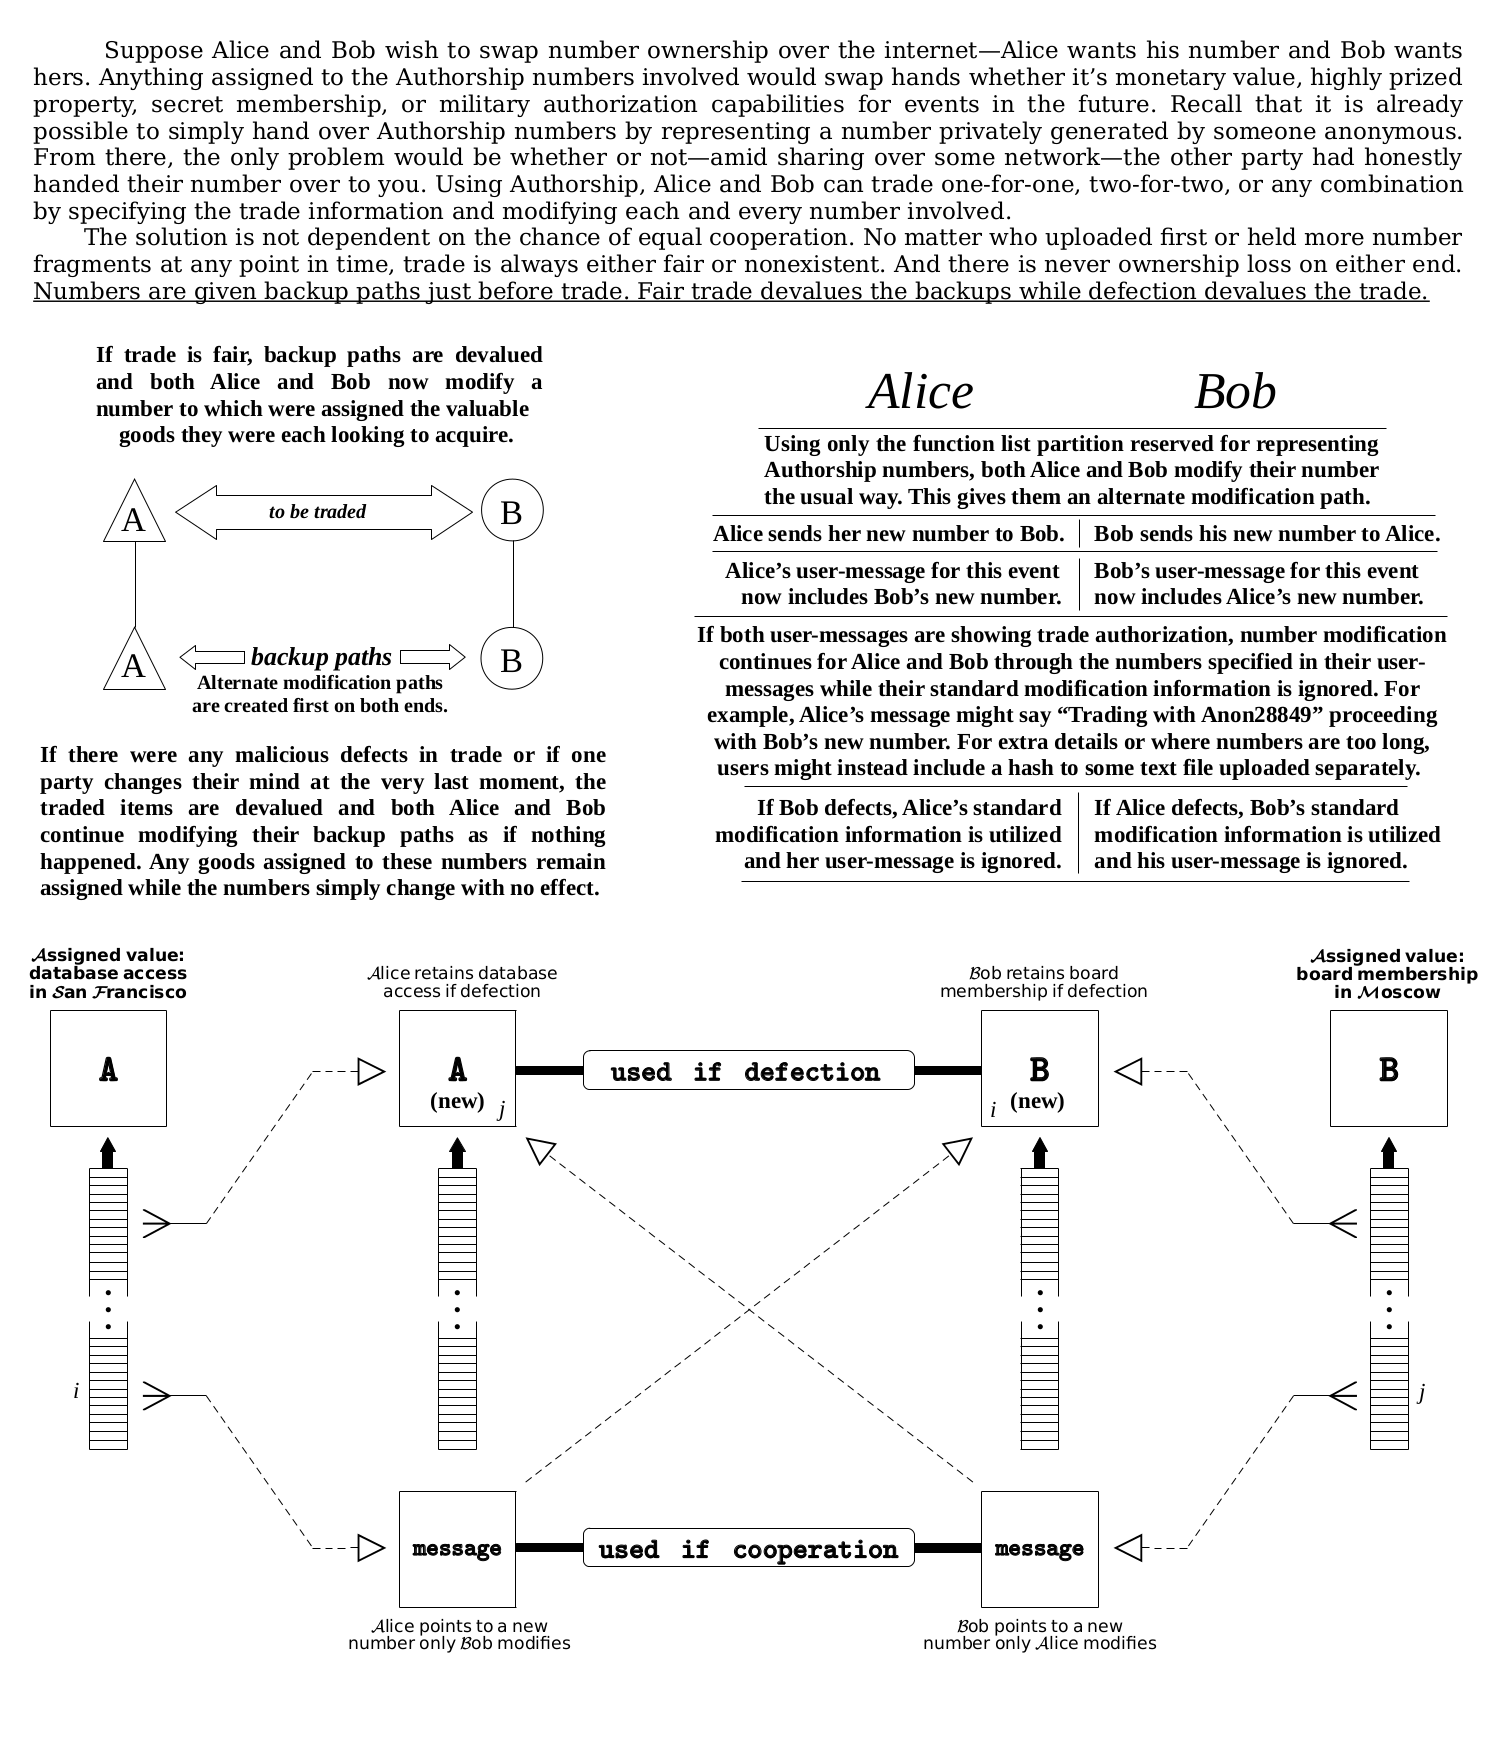 Suppose Alice and Bob wish to swap number ownership over the internet—Alice wants his number and Bob wants
hers. Anything assigned to the Authorship numbers involved would swap hands whether it’s monetary value, highly prized
property, secret membership, or military authorization capabilities for events in the future. Recall that it is already
possible to simply hand over Authorship numbers by representing a number privately generated by someone anonymous.
From there, the only problem would be whether or not—amid sharing over some network—the other party had honestly
handed their number over to you. Using Authorship, Alice and Bob can trade one-for-one, two-for-two, or any combination
by specifying the trade information and modifying each and every number involved.
The solution is not dependent on the chance of equal cooperation. No matter who uploaded first or held more number
fragments at any point in time, trade is always either fair or nonexistent. And there is never ownership loss on either end.
Numbers are given backup paths just before trade. Fair trade devalues the backups while defection devalues the trade.
If trade is fair, backup paths are devalued
and both Alice and Bob now modify a
number to which were assigned the valuable
goods they were each looking to acquire.
A
to be traded
B
A
backup paths
B
Alternate modification paths
are created first on both ends.
If there were any malicious defects in trade or if one
party changes their mind at the very last moment, the
traded items are devalued and both Alice and Bob
continue modifying their backup paths as if nothing
happened. Any goods assigned to these numbers remain
assigned while the numbers simply change with no effect.
Alice
Bob
Using only the function list partition reserved for representing
Authorship numbers, both Alice and Bob modify their number
the usual way. This gives them an alternate modification path.
Alice sends her new number to Bob.
Bob sends his new number to Alice.
Alice’s user-message for this event
now includes Bob’s new number.
Bob’s user-message for this event
now includes Alice’s new number.
If both user-messages are showing trade authorization, number modification
continues for Alice and Bob through the numbers specified in their user-
messages while their standard modification information is ignored. For
example, Alice’s message might say “Trading with Anon28849” proceeding
with Bob’s new number. For extra details or where numbers are too long,
users might instead include a hash to some text file uploaded separately.
If Bob defects, Alice’s standard
modification information is utilized
and her user-message is ignored.
If Alice defects, Bob’s standard
modification information is utilized
and his user-message is ignored.
Assigned value:
database access
in San Francisco
Alice retains database
access if defection
Bob retains board
membership if defection
Assigned value:
board membership
in Moscow
A
A
(new) j
used if defection
B
i (new)
B
i
j
message
used if cooperation
message
Alice points to a new
number only Bob modifies
Bob points to a new
number only Alice modifies